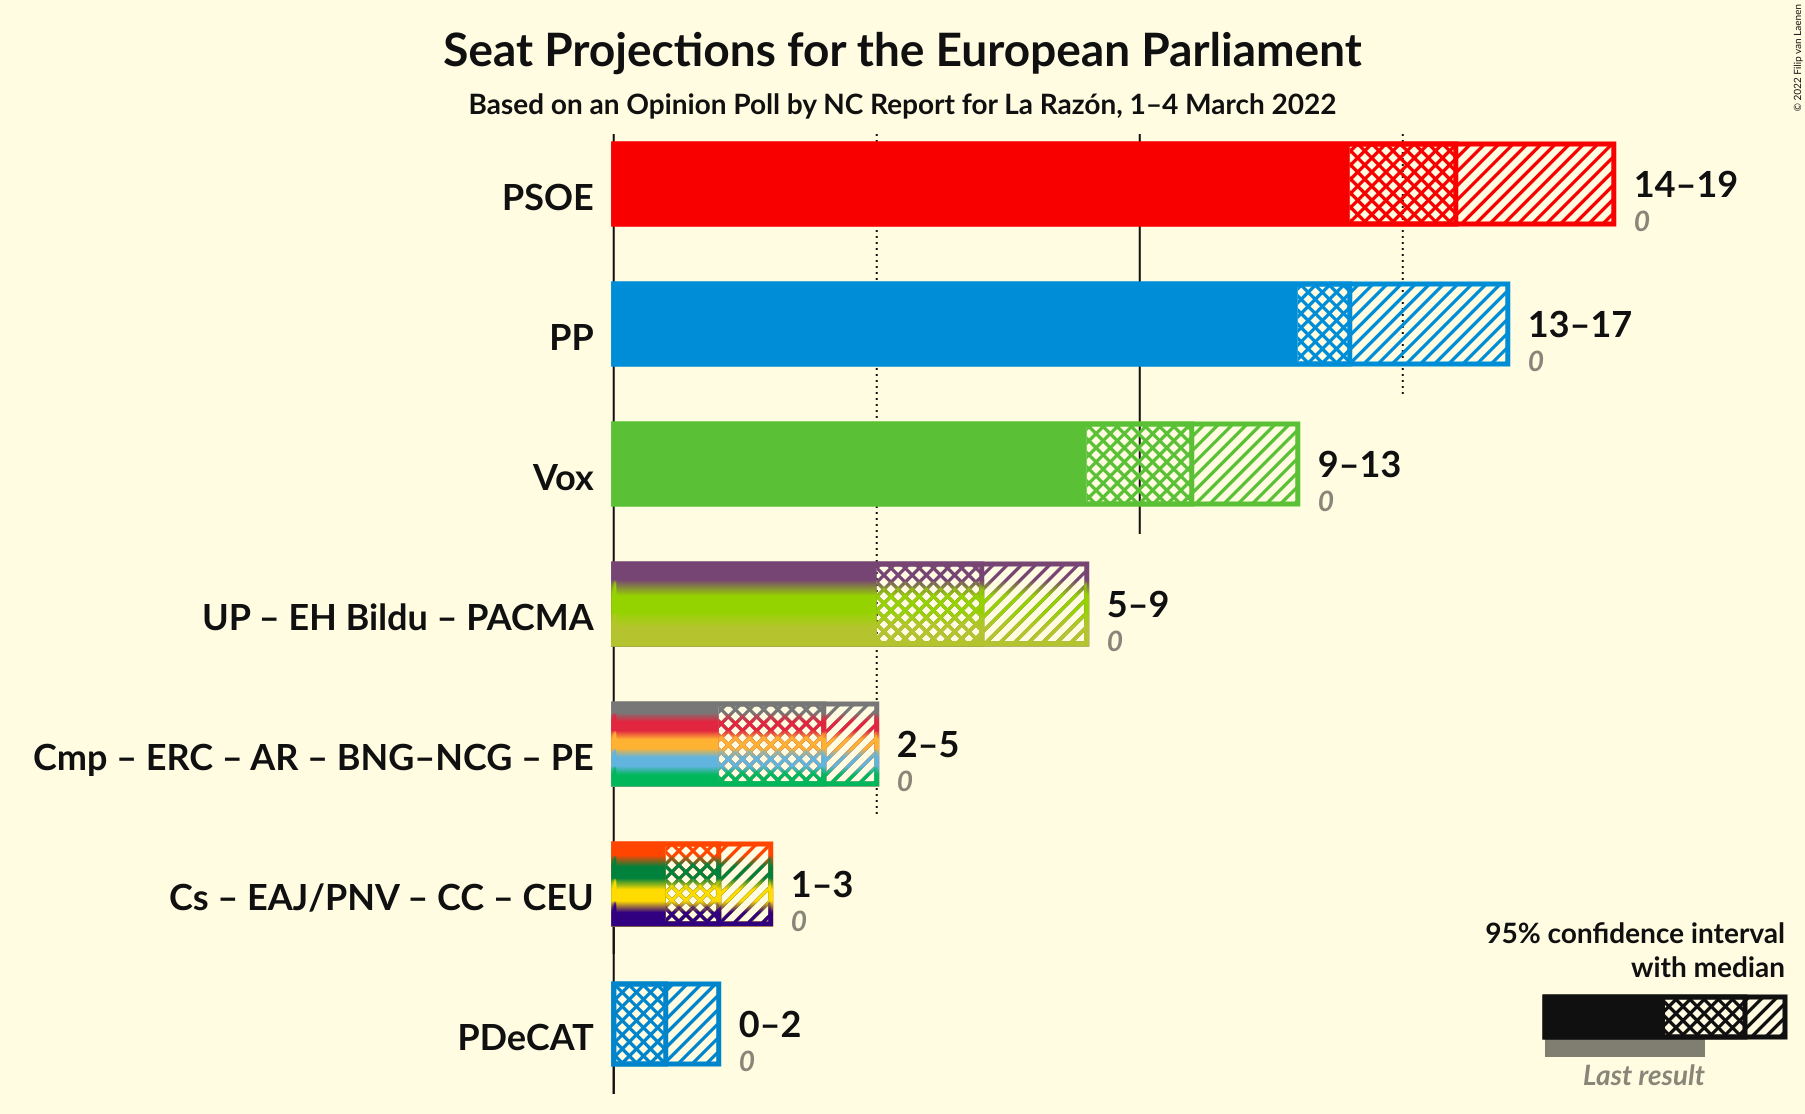 Seat Projections for the European Parliament
Based on an Opinion Poll by NC Report for La Razón, 1–4 March 2022
© 2022 Filip van Laenen
PSOE
14–19
0
PP
13–17
0
Vox
9–13
0
UP – EH Bildu – PACMA
5–9
0
Cmp – ERC – AR – BNG–NCG – PE
2–5
0
Cs – EAJ/PNV – CC – CEU
1–3
0
PDeCAT
0–2
0
95% confidence interval
with median
Last result